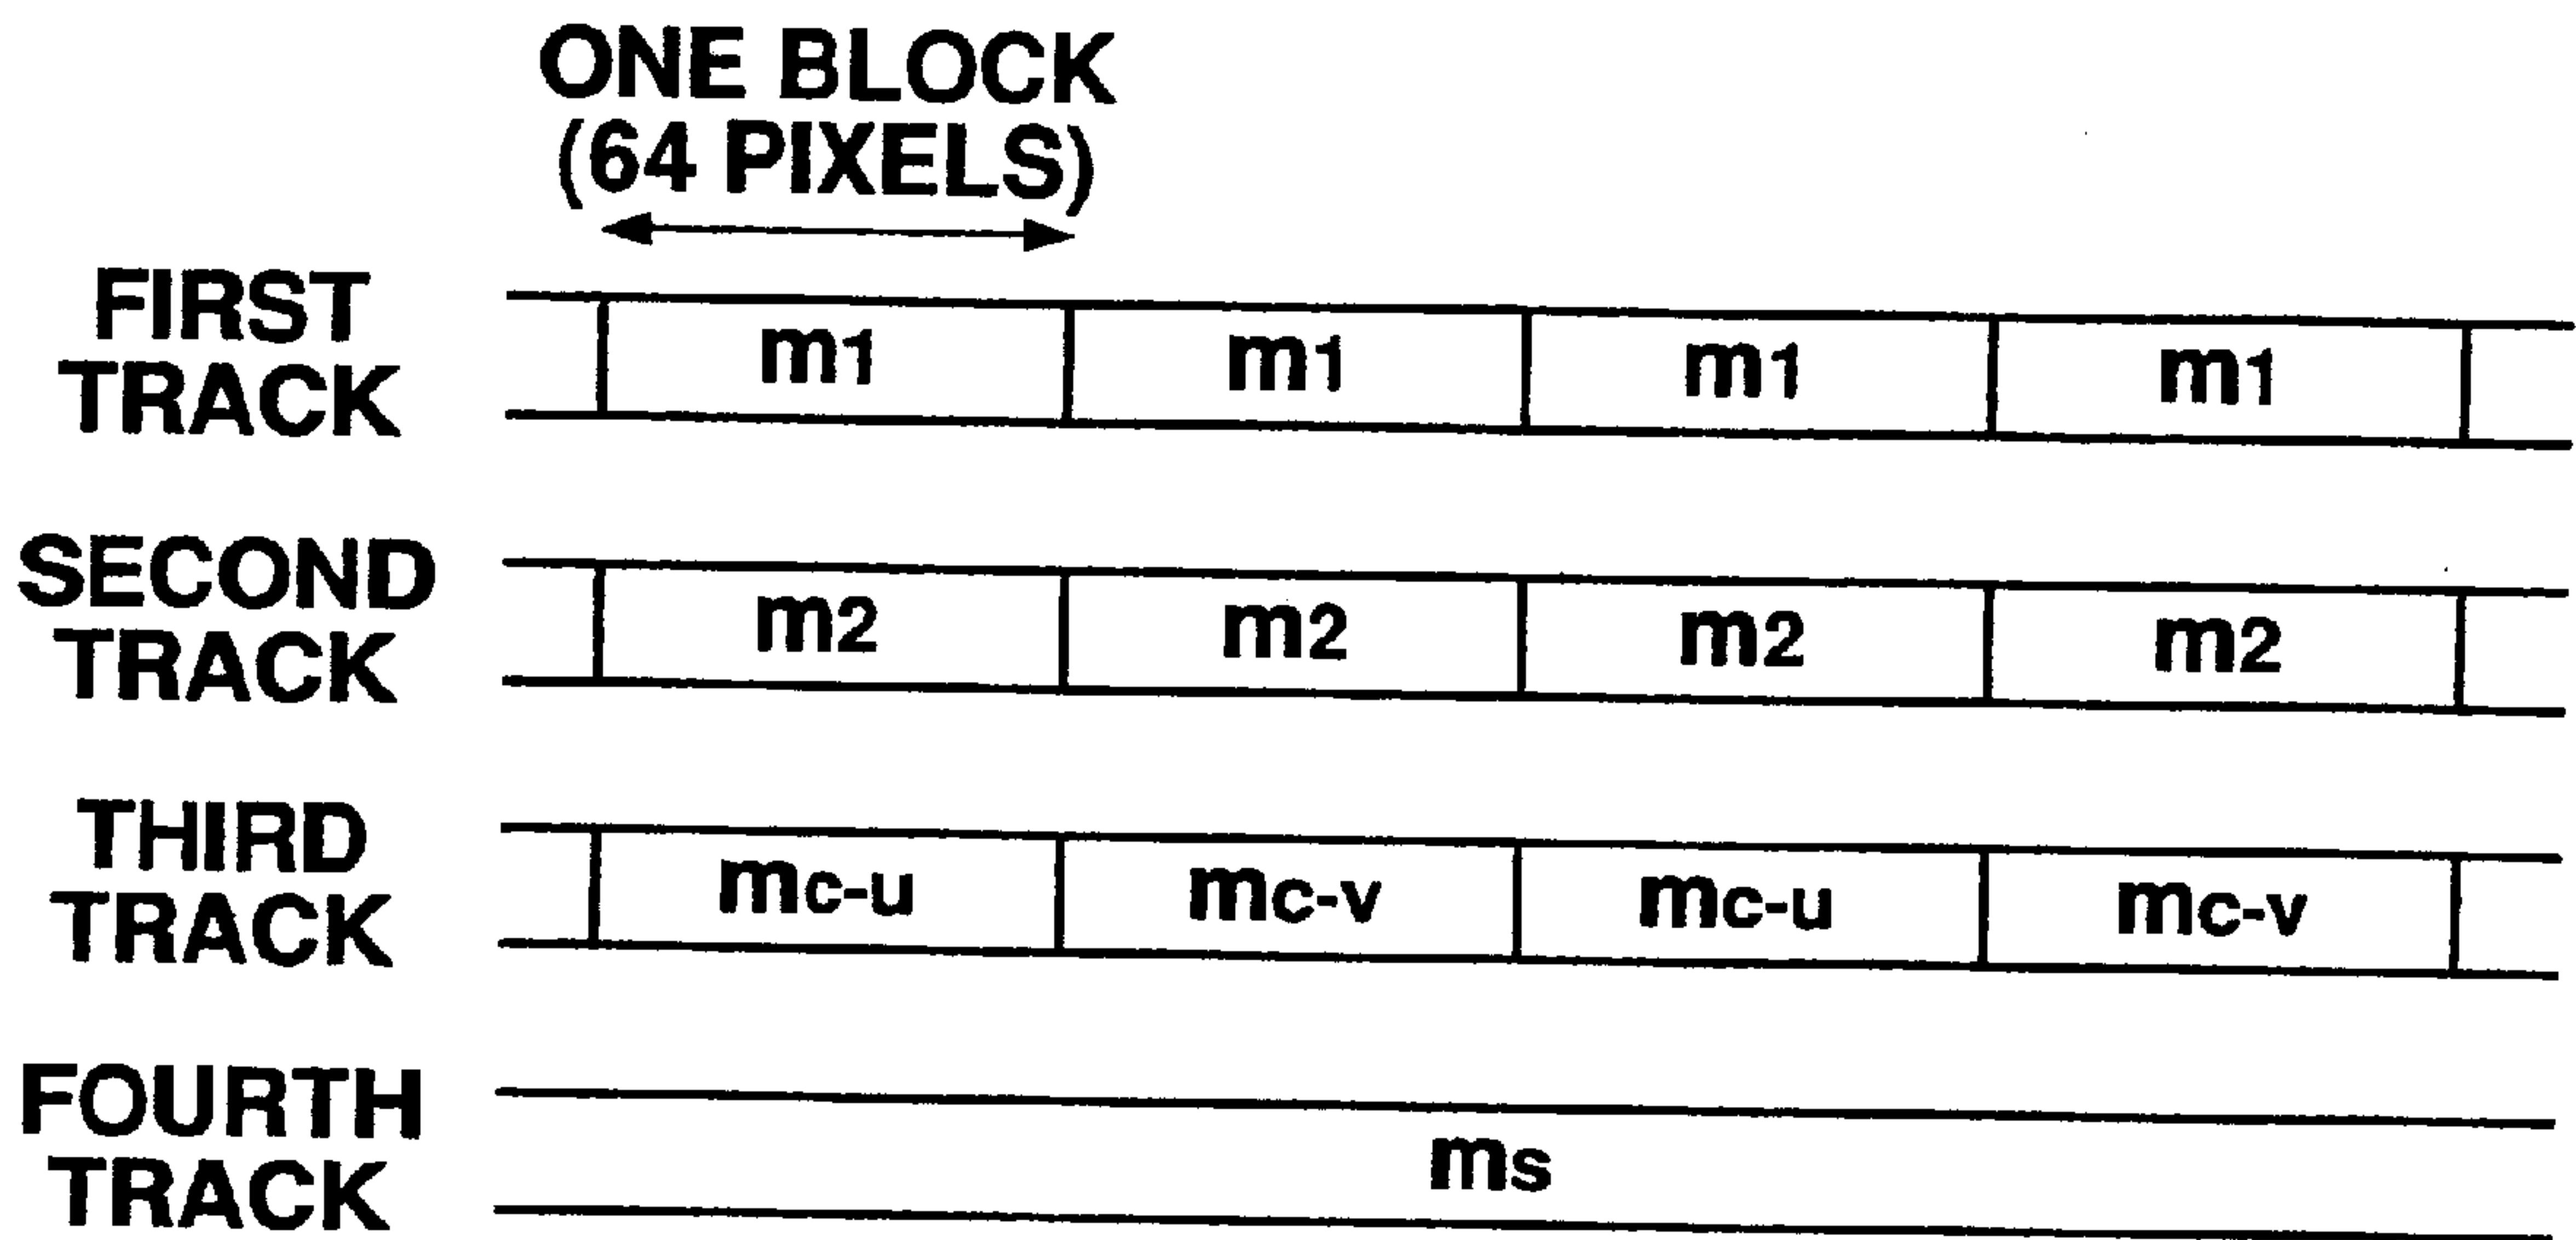 ONE BLOCK
(64 PIXELS)
FIRST
TRACK
m1 m1 m1 m1
SECOND
TRACK
m2 m2 m2 m2
THIRD
TRACK
mc-u mc-v mc-u mc-v
FOURTH
TRACK
ms